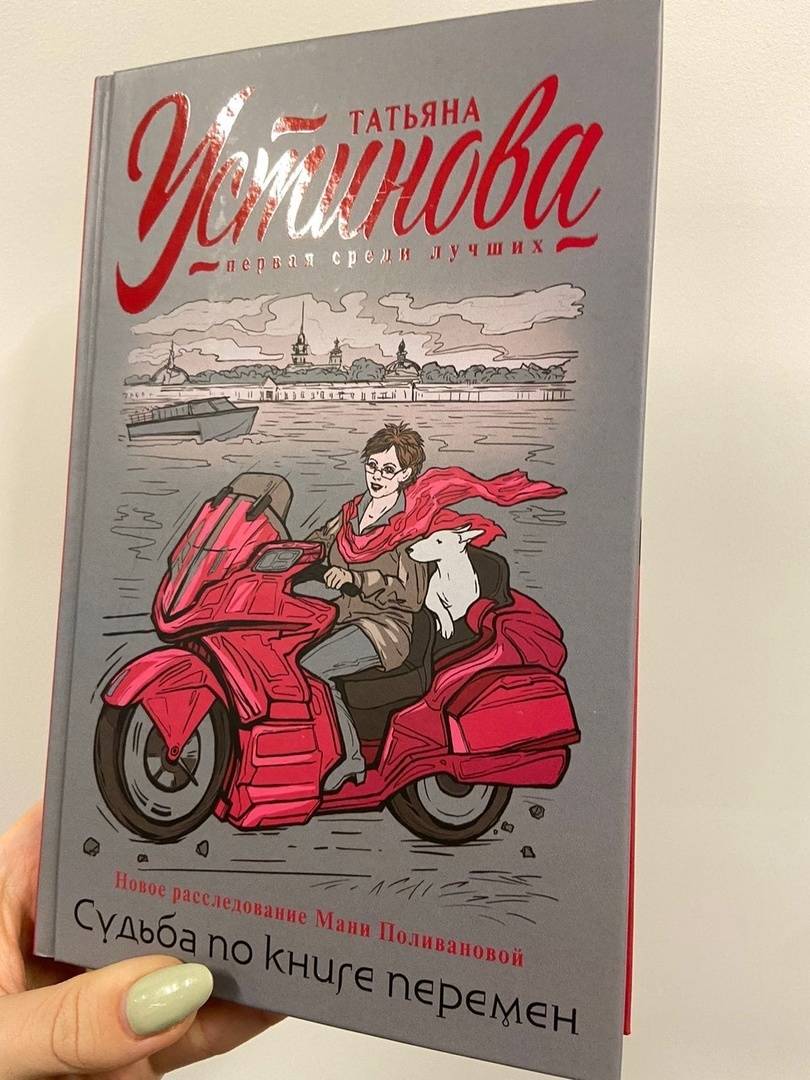 ТАТЬЯНА
Устинова
первая среди лучших
Новое расследование Мани Поливановой
Судьба по книге перемен